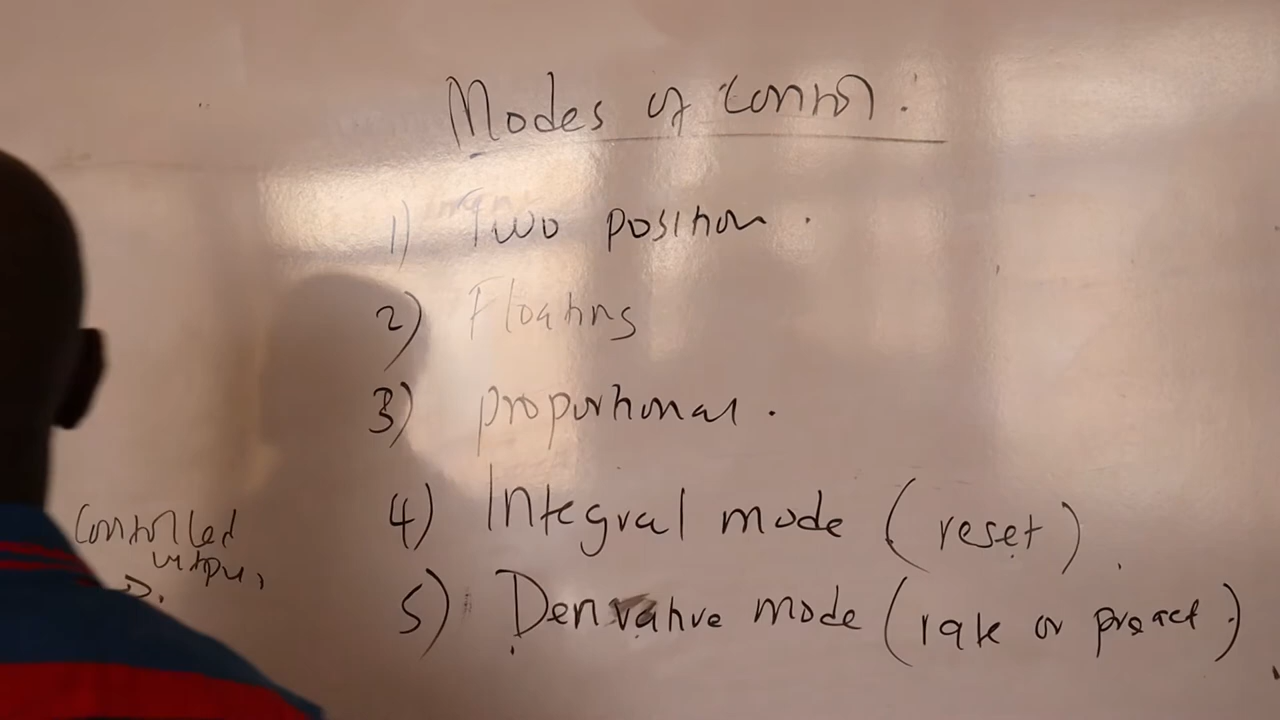 Modes of Control:
1) Two position.
2) Floating
3) proportional.
4) Integral mode (reset).
5) Derivative mode (rate or preact.)
Controlled
output